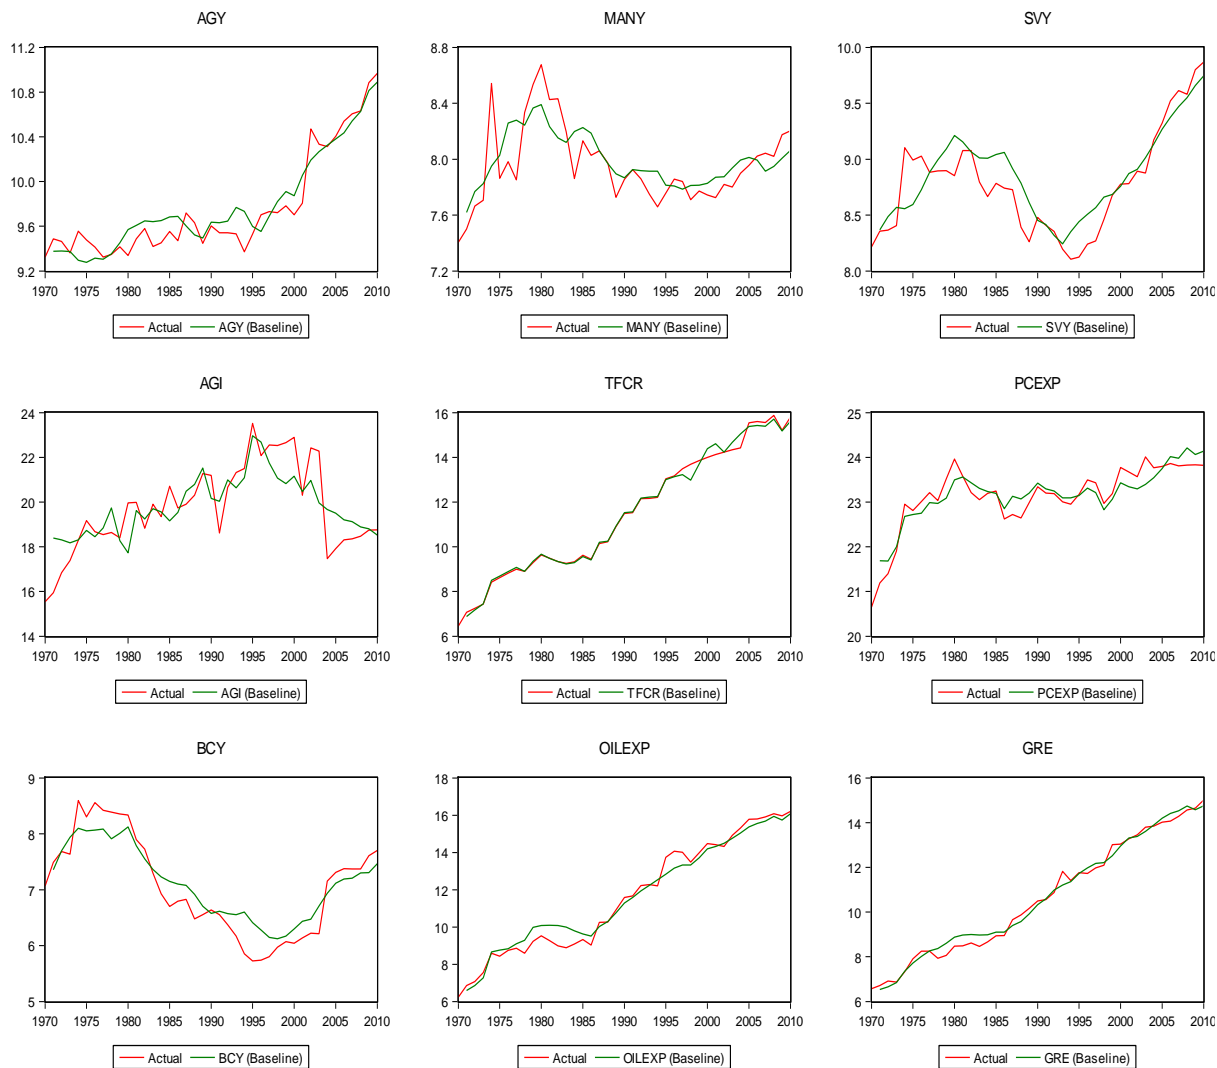 AGY
11.2
10.8
10.4
10.0
9.6
9.2
1970 1975 1980 1985 1990 1995 2000 2005 2010
Actual AGY (Baseline)
MANY
8.8
8.4
8.0
7.6
7.2
1970 1975 1980 1985 1990 1995 2000 2005 2010
Actual MANY (Baseline)
SVY
10.0
9.5
9.0
8.5
8.0
1970 1975 1980 1985 1990 1995 2000 2005 2010
Actual SVY (Baseline)
AGI
24
22
20
18
16
14
1970 1975 1980 1985 1990 1995 2000 2005 2010
Actual AGI (Baseline)
TFCR
16
14
12
10
8
6
1970 1975 1980 1985 1990 1995 2000 2005 2010
Actual TFCR (Baseline)
PCEXP
25
24
23
22
21
20
1970 1975 1980 1985 1990 1995 2000 2005 2010
Actual PCEXP (Baseline)
BCY
9
8
7
6
5
1970 1975 1980 1985 1990 1995 2000 2005 2010
Actual BCY (Baseline)
OILEXP
18
16
14
12
10
8
6
1970 1975 1980 1985 1990 1995 2000 2005 2010
Actual OILEXP (Baseline)
GRE
16
14
12
10
8
6
1970 1975 1980 1985 1990 1995 2000 2005 2010
Actual GRE (Baseline)